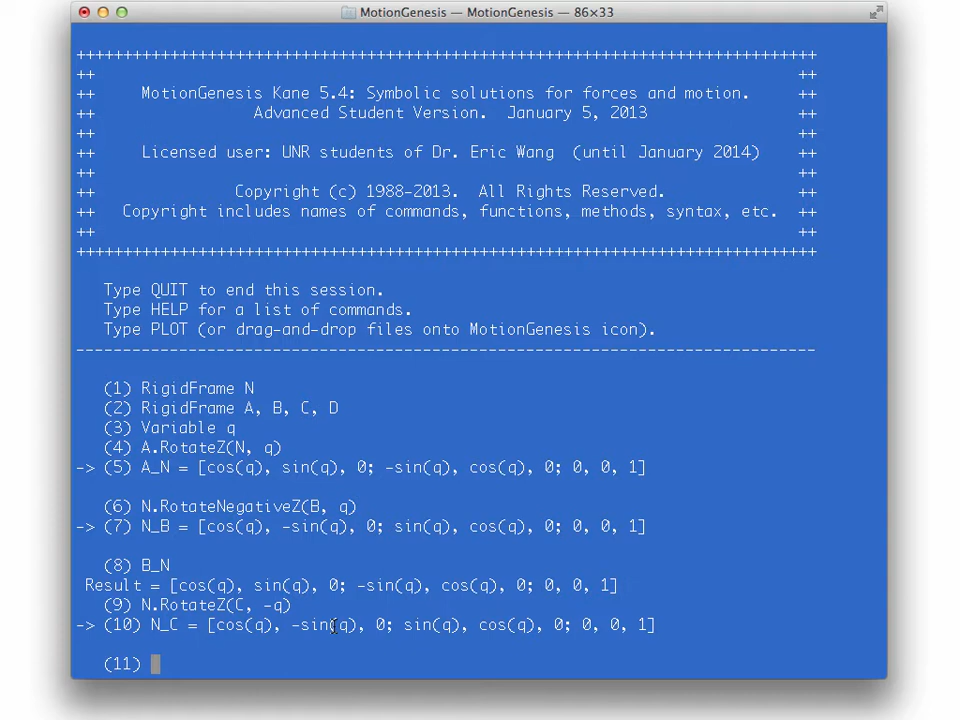 MotionGenesis — MotionGenesis — 86×33
+++++++++++++++++++++++++++++++++++++++++++++++++++++++++++++++++++++++++++++++
++ ++
++ MotionGenesis Kane 5.4: Symbolic solutions for forces and motion. ++
++ Advanced Student Version. January 5, 2013 ++
++ ++
++ Licensed user: UNR students of Dr. Eric Wang (until January 2014) ++
++ ++
++ Copyright (c) 1988-2013. All Rights Reserved. ++
++ Copyright includes names of commands, functions, methods, syntax, etc. ++
++ ++
+++++++++++++++++++++++++++++++++++++++++++++++++++++++++++++++++++++++++++++++
Type QUIT to end this session.
Type HELP for a list of commands.
Type PLOT (or drag-and-drop files onto MotionGenesis icon).
-------------------------------------------------------------------------------
(1) RigidFrame N
(2) RigidFrame A, B, C, D
(3) Variable q
(4) A.RotateZ(N, q)
-> (5) A_N = [cos(q), sin(q), 0; -sin(q), cos(q), 0; 0, 0, 1]
(6) N.RotateNegativeZ(B, q)
-> (7) N_B = [cos(q), -sin(q), 0; sin(q), cos(q), 0; 0, 0, 1]
(8) B_N
Result = [cos(q), sin(q), 0; -sin(q), cos(q), 0; 0, 0, 1]
(9) N.RotateZ(C, -q)
-> (10) N_C = [cos(q), -sin(q), 0; sin(q), cos(q), 0; 0, 0, 1]
(11)